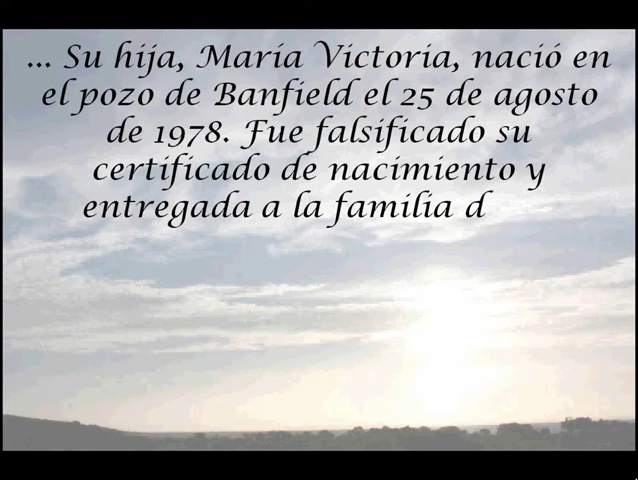 ... Su hija, María Victoria, nació en
el pozo de Banfield el 25 de agosto
de 1978. Fue falsificado su
certificado de nacimiento y
entregada a la familia d